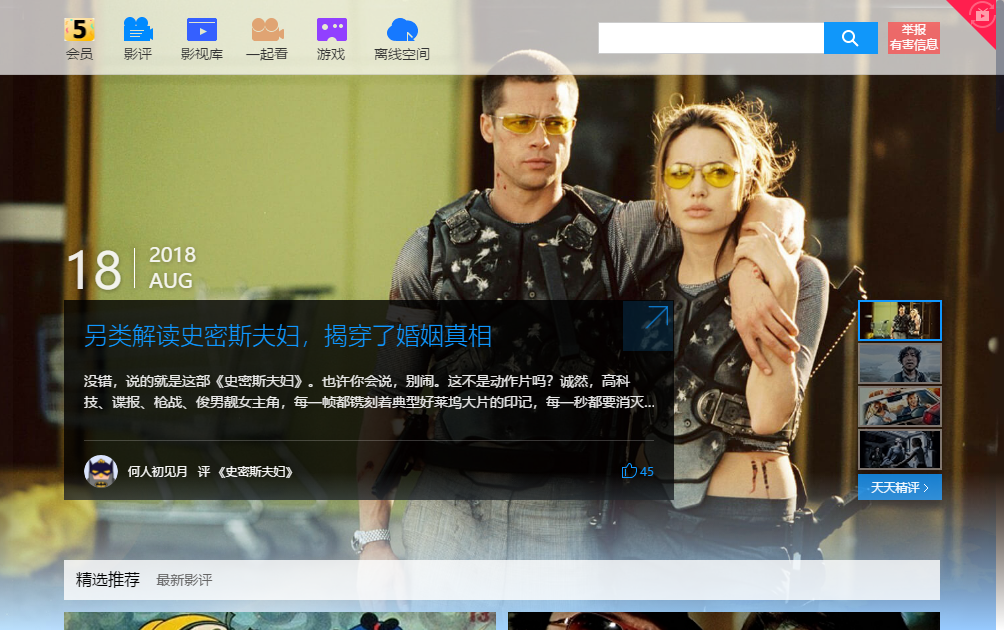 5
会员 影评 影视库 一起看 游戏 离线空间
举报
有害信息
18
2018
AUG
另类解读史密斯夫妇，揭穿了婚姻真相
没错，说的就是这部《史密斯夫妇》。也许你会说，别闹。这不是动作片吗？诚然，高科
技、谍报、枪战、俊男靓女主角，每一帧都镌刻着典型好莱坞大片的印记，每一秒都要消灭...
何人初见月 评 《史密斯夫妇》
45
天天精评
精选推荐 最新影评
13